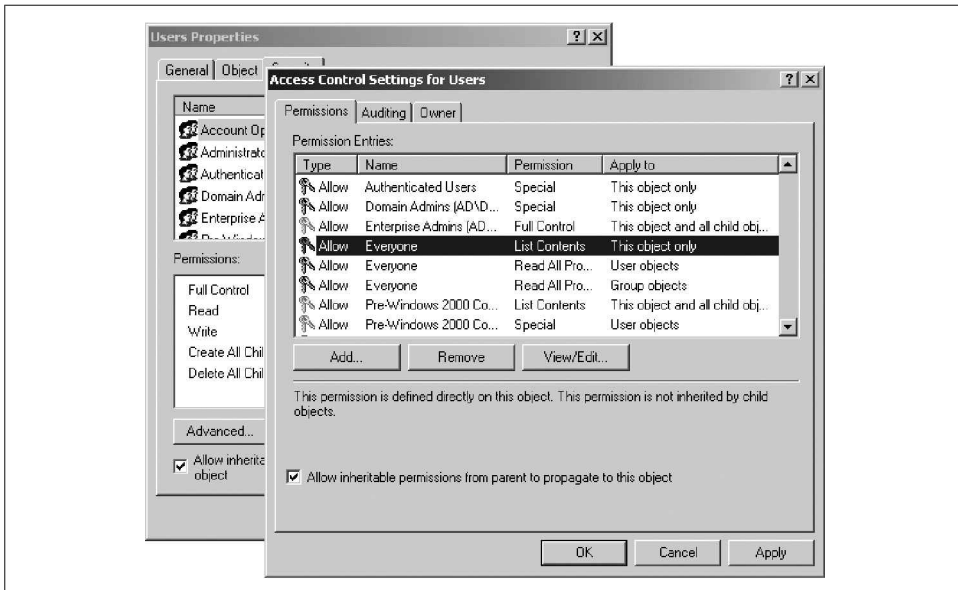 Users Properties
General Object
Name
Account Op
Administrato
Authenticat
Domain Adr
Enterprise A
Permissions:
Full Control
Read
Write
Create All Chil
Delete All Chil
Advanced...
Allow inherita
object
Access Control Settings for Users
Permissions Auditing Owner
Permission Entries:
Type Name Permission Apply to
Allow Authenticated Users Special This object only
Allow Domain Admins (AD\D... Special This object only
Allow Enterprise Admins (AD... Full Control This object and all child obj...
Allow Everyone List Contents This object only
Allow Everyone Read All Pro... User objects
Allow Everyone Read All Pro... Group objects
Allow Pre-Windows 2000 Co... List Contents This object and all child obj...
Allow Pre-Windows 2000 Co... Special User objects
Add... Remove View/Edit...
This permission is defined directly on this object. This permission is not inherited by child
objects.
Allow inheritable permissions from parent to propagate to this object
OK Cancel Apply